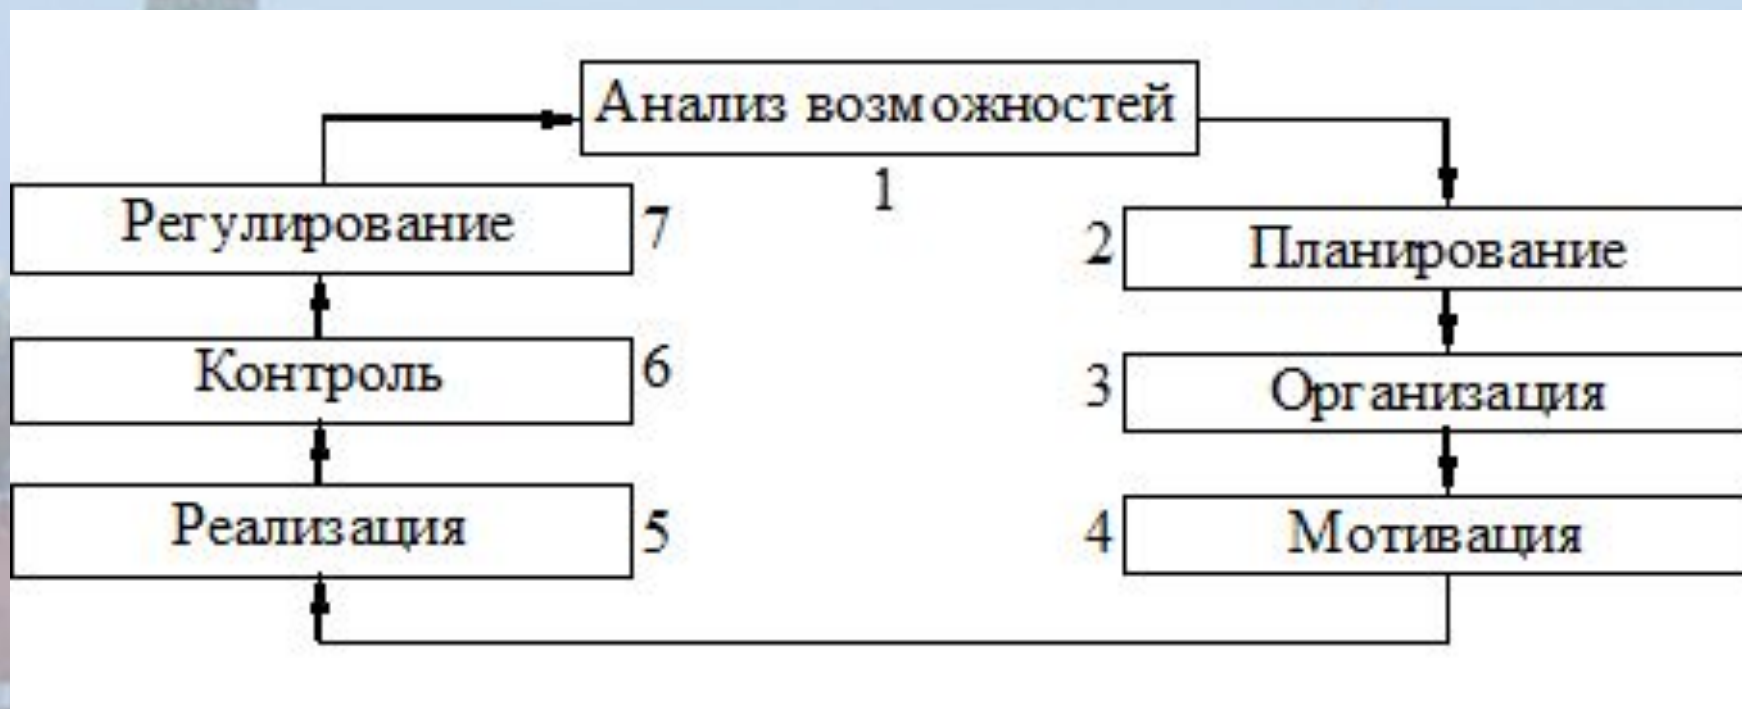 Анализ возможностей
1
Регулирование 7
2 Планирование
Контроль 6
3 Организация
Реализация 5
4 Мотивация